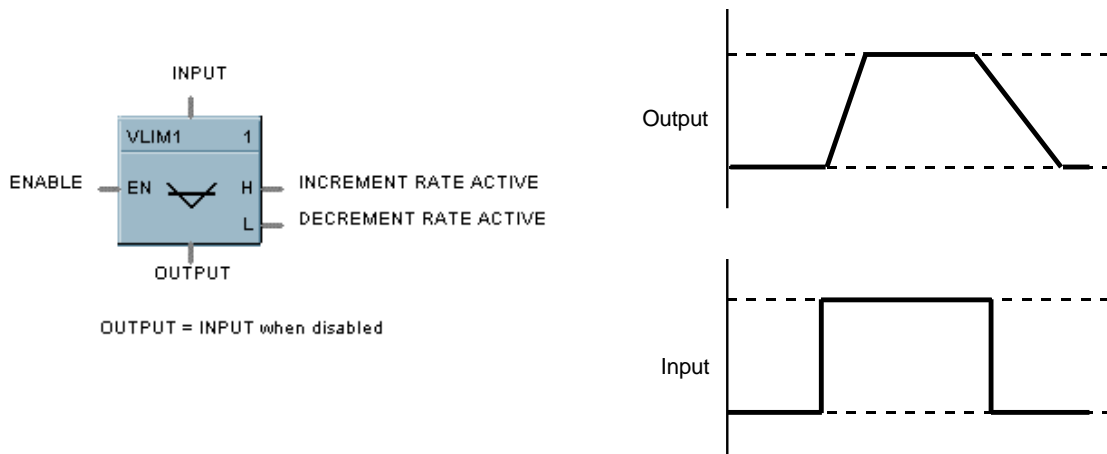 INPUT
VLIM1 1
ENABLE EN H INCREMENT RATE ACTIVE
L DECREMENT RATE ACTIVE
OUTPUT
OUTPUT = INPUT when disabled
Output
Input